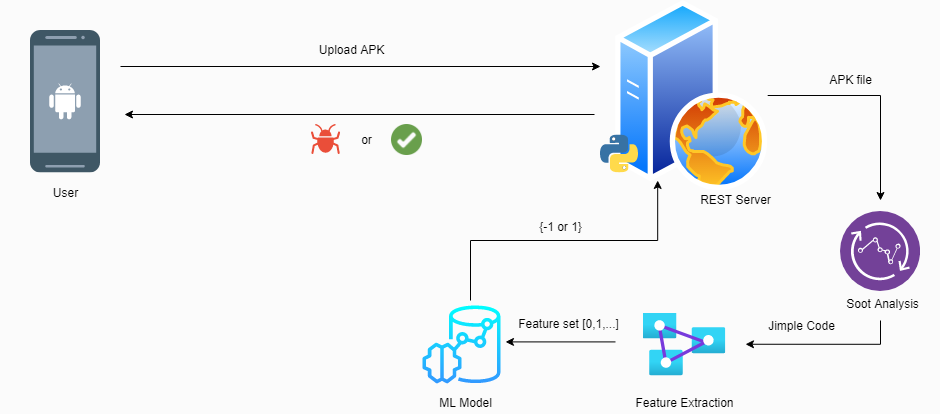 Upload APK
APK file
or
User
REST Server
{-1 or 1}
Soot Analysis
Feature set [0,1,...]
Jimple Code
ML Model
Feature Extraction